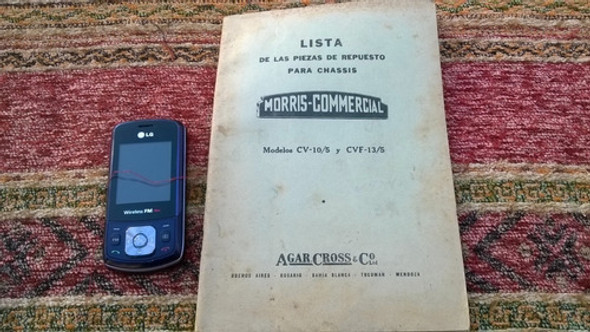 LISTA
DE LAS PIEZAS DE REPUESTO
PARA CHASSIS
MORRIS-COMMERCIAL
Modelos CV-10/5 y CVF-13/5
AGAR CROSS & Co
Ltd
BUENOS AIRES - ROSARIO - BAHIA BLANCA - TUCUMAN - MENDOZA
LG
Wireless FM